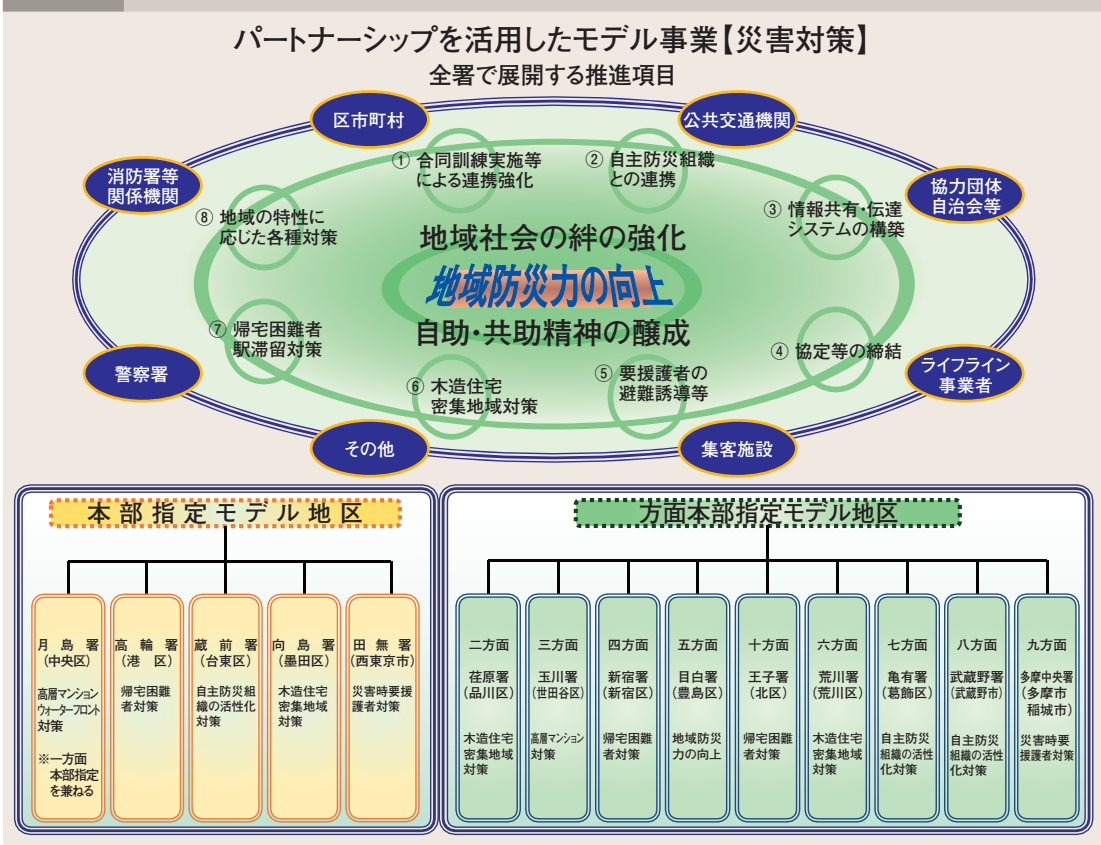 パートナーシップを活用したモデル事業【災害対策】
全署で展開する推進項目
区市町村
公共交通機関
消防署等
関係機関
協力団体
自治会等
① 合同訓練実施等
による連携強化
② 自主防災組織
との連携
⑧ 地域の特性に
応じた各種対策
③ 情報共有・伝達
システムの構築
地域社会の絆の強化
地域防災力の向上
自助・共助精神の醸成
⑦ 帰宅困難者
駅滞留対策
④ 協定等の締結
⑥ 木造住宅
密集地域対策
⑤ 要援護者の
避難誘導等
警察署
ライフライン
事業者
その他
集客施設
本部指定モデル地区
月島署
(中央区)
高層マンション
ウォーターフロント
対策
※一方面
本部指定
を兼ねる
高輪署
(港 区)
帰宅困難
者対策
蔵前署
(台東区)
自主防災組
織の活性化
対策
向島署
(墨田区)
木造住宅
密集地域
対策
田無署
(西東京市)
災害時要援
護者対策
方面本部指定モデル地区
二方面
荏原署
(品川区)
木造住宅
密集地域
対策
三方面
玉川署
(世田谷区)
高層マンション
対策
四方面
新宿署
(新宿区)
帰宅困難
者対策
五方面
目白署
(豊島区)
地域防災
力の向上
十方面
王子署
(北区)
帰宅困難
者対策
六方面
荒川署
(荒川区)
木造住宅
密集地域
対策
七方面
亀有署
(葛飾区)
自主防災
組織の活性
化対策
八方面
武蔵野署
(武蔵野市)
自主防災
組織の活性
化対策
九方面
多摩中央署
(多摩市
稲城市)
災害時要
援護者対策